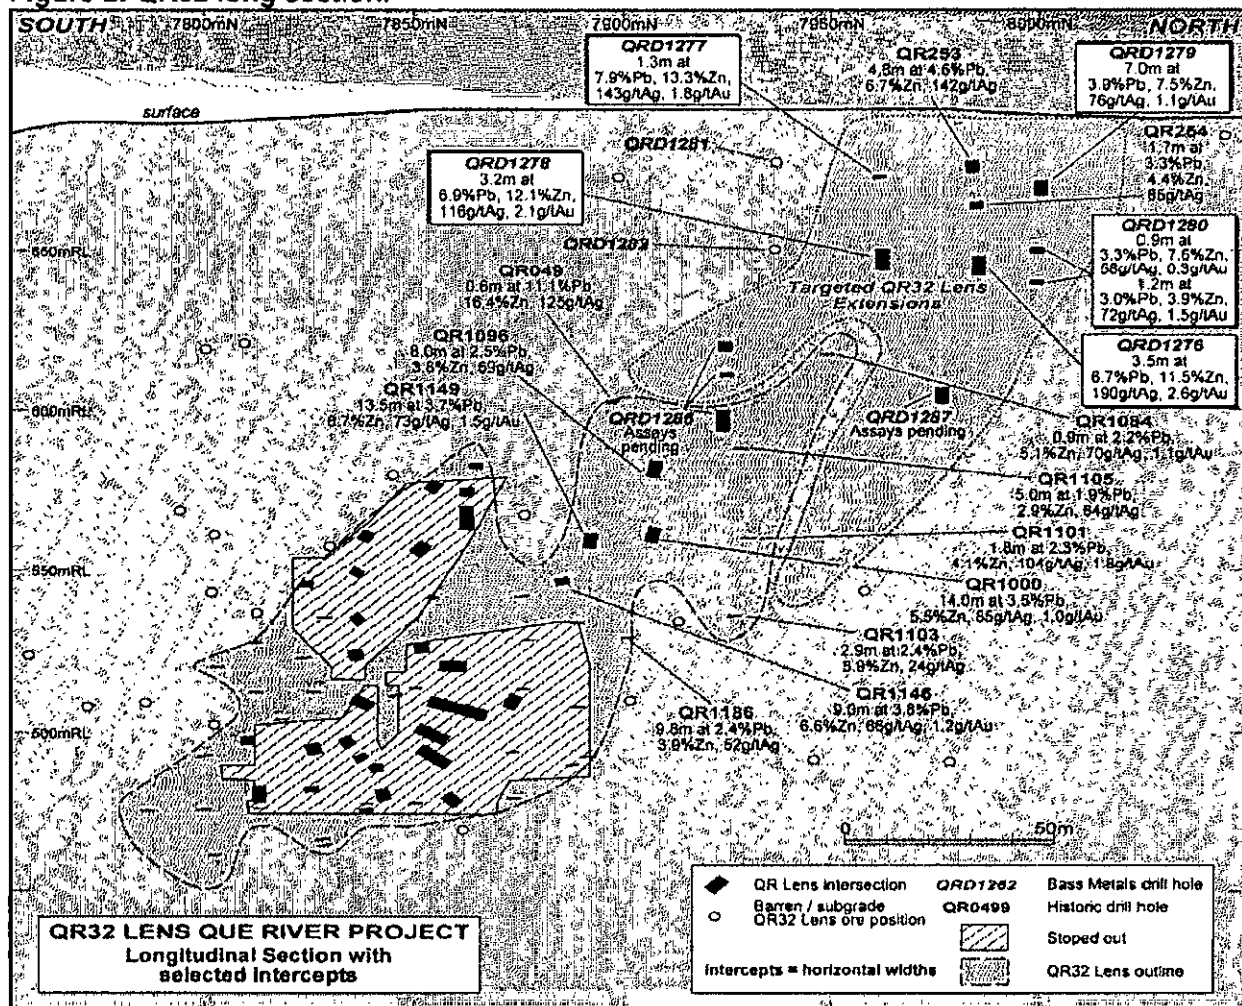 Figure 2: QR32 long section.
SOUTH 7800mN 7850mN 7900mN 7950mN 8000mN NORTH
QRD1277
1.3m at
7.9%Pb, 13.3%Zn,
143g/tAg, 1.8g/tAu
QR253
4.8m at 4.6%Pb,
6.7%Zn, 142g/tAg
QRD1279
7.0m at
3.9%Pb, 7.5%Zn,
76g/tAg, 1.1g/tAu
surface
QR254
1.7m at
3.3%Pb,
4.4%Zn,
85g/tAg
QRD1281
QRD1278
3.2m at
6.9%Pb, 12.1%Zn,
116g/tAg, 2.1g/tAu
QRD1282
650mRL
QRD1280
0.9m at
3.3%Pb, 7.6%Zn,
68g/tAg, 0.3g/tAu
1.2m at
3.0%Pb, 3.9%Zn,
72g/tAg, 1.5g/tAu
Targeted QR32 Lens
Extensions
QR049
0.6m at 11.1%Pb,
16.4%Zn, 125g/tAg
QRD1276
3.5m at
6.7%Pb, 11.5%Zn,
190g/tAg, 2.6g/tAu
QR1096
8.0m at 2.5%Pb,
3.8%Zn, 69g/tAg
QR1149
13.5m at 3.7%Pb,
6.7%Zn, 73g/tAg, 1.5g/tAu
600mRL
QRD1286
Assays
pending
QRD1287
Assays pending
QR1084
0.9m at 2.2%Pb,
5.1%Zn, 70g/tAg, 1.1g/tAu
QR1105
5.0m at 1.9%Pb,
2.9%Zn, 64g/tAg
QR1101
1.8m at 2.3%Pb,
4.1%Zn, 104g/tAg, 1.8g/tAu
550mRL
QR1000
14.0m at 3.5%Pb,
5.5%Zn, 85g/tAg, 1.0g/tAu
QR1103
2.9m at 2.4%Pb,
5.9%Zn, 24g/tAg
QR1146
9.0m at 3.8%Pb,
6.6%Zn, 68g/tAg, 1.2g/tAu
QR1186
9.8m at 2.4%Pb,
3.9%Zn, 52g/tAg
500mRL
0 50m
QR Lens intersection
Barren / subgrade
QR32 Lens ore position
Intercepts = horizontal widths
QRD1262 Bass Metals drill hole
QR0499 Historic drill hole
Stoped out
QR32 Lens outline
QR32 LENS QUE RIVER PROJECT
Longitudinal Section with
selected intercepts
7850 7900 7950